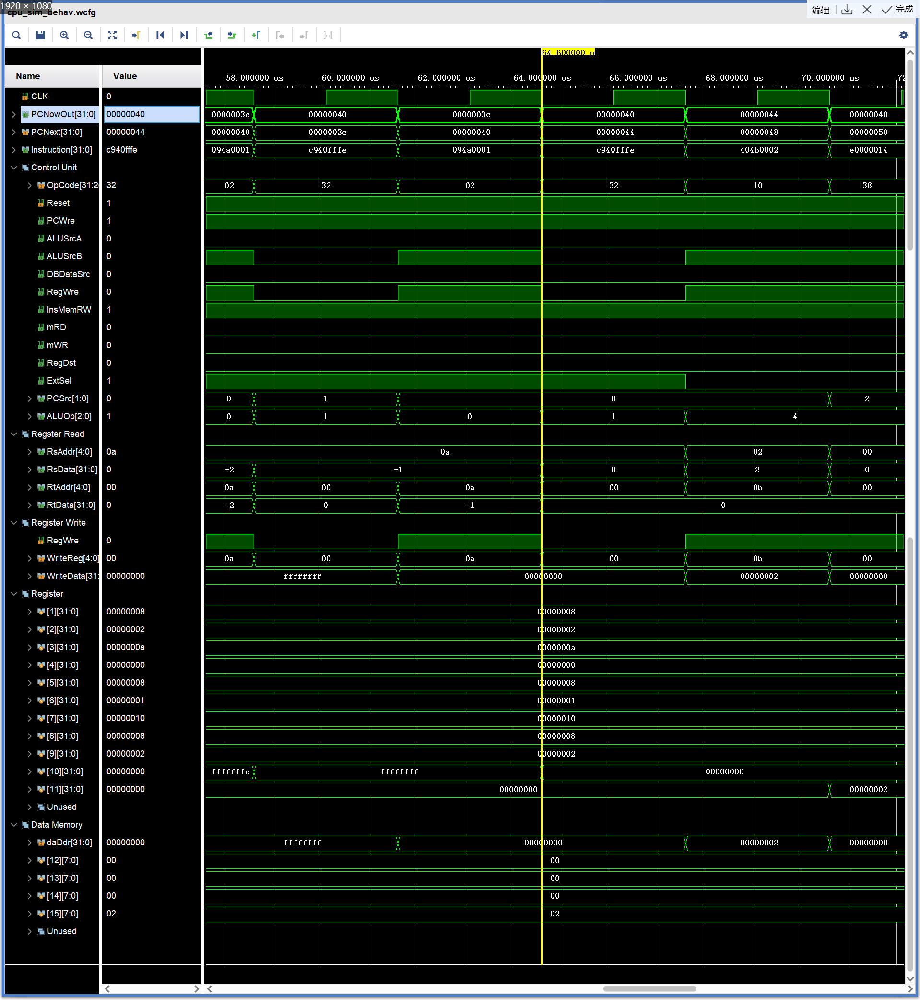 1920 × 1080
cpu_sim_behav.wcfg
编辑 完成
64.600000 u
Name Value
58.000000 us 60.000000 us 62.000000 us 64.000000 us 66.000000 us 68.000000 us 70.000000 us 72
CLK 0
PCNowOut[31:0] 00000040 0000003c 00000040 0000003c 00000040 00000044 00000048
PCNext[31:0] 00000044 00000040 0000003c 00000040 00000044 00000048 00000050
Instruction[31:0] c940fffe 094a0001 c940fffe 094a0001 c940fffe 404b0002 e0000014
Control Unit
OpCode[31:26 32 02 32 02 32 10 38
Reset 1
PCWre 1
ALUSrcA 0
ALUSrcB 0
DBDataSrc 0
RegWre 0
InsMemRW 1
mRD 0
mWR 0
RegDst 0
ExtSel 1
PCSrc[1:0] 0 0 1 0 2
ALUOp[2:0] 1 0 1 0 1 4
Regster Read
RsAddr[4:0] 0a 0a 02 00
RsData[31:0] 0 -2 -1 0 2 0
RtAddr[4:0] 00 0a 00 0a 00 0b 00
RtData[31:0] 0 -2 0 -1 0
Register Write
RegWre 0
WriteReg[4:0] 00 0a 00 0a 00 0b 00
WriteData[31: 00000000 ffffffff 00000000 00000002 00000000
Register
[1][31:0] 00000008 00000008
[2][31:0] 00000002 00000002
[3][31:0] 0000000a 0000000a
[4][31:0] 00000000 00000000
[5][31:0] 00000008 00000008
[6][31:0] 00000001 00000001
[7][31:0] 00000010 00000010
[8][31:0] 00000008 00000008
[9][31:0] 00000002 00000002
[10][31:0] 00000000 fffffffe ffffffff 00000000
[11][31:0] 00000000 00000000 00000002
Unused
Data Memory
daDdr[31:0] 00000000 ffffffff 00000000 00000002 00000000
[12][7:0] 00 00
[13][7:0] 00 00
[14][7:0] 00 00
[15][7:0] 02 02
Unused